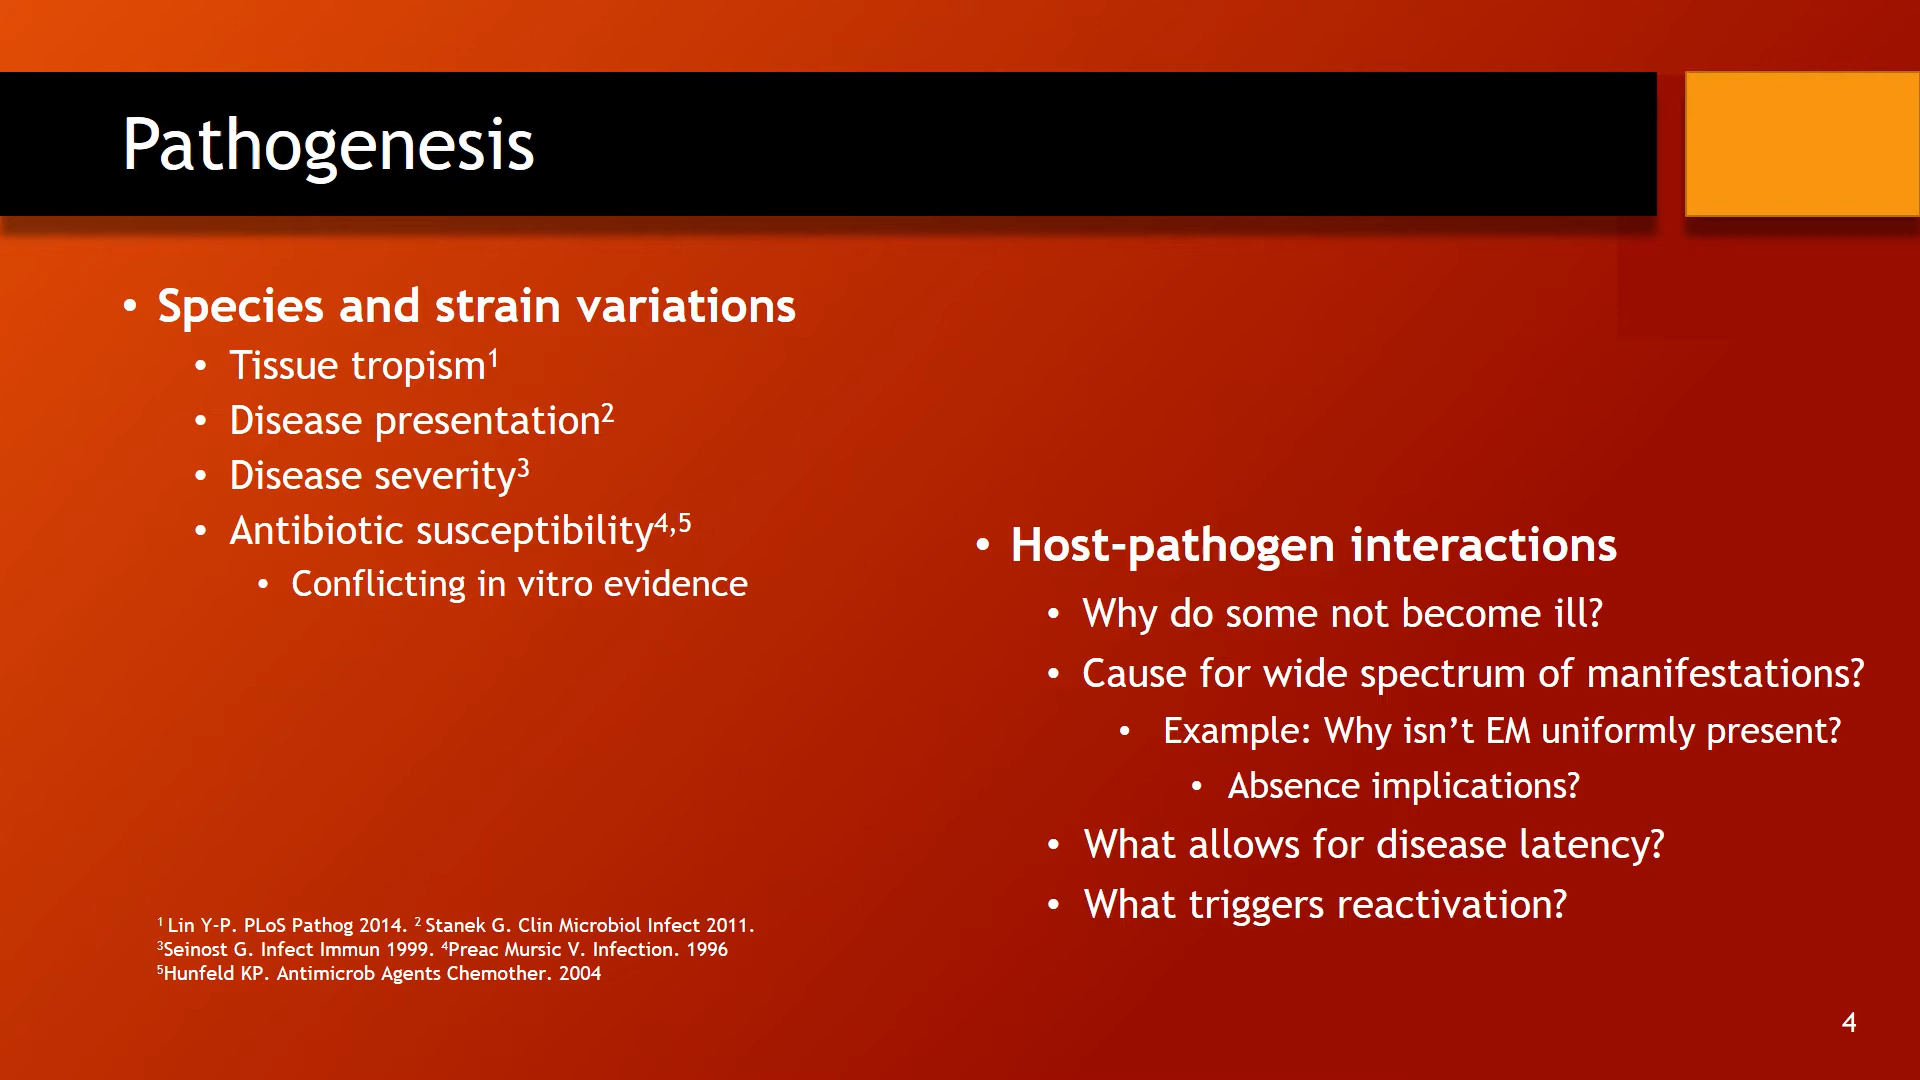 Pathogenesis
• Species and strain variations
• Tissue tropism¹
• Disease presentation²
• Disease severity³
• Antibiotic susceptibility⁴,⁵
• Conflicting in vitro evidence
• Host-pathogen interactions
• Why do some not become ill?
• Cause for wide spectrum of manifestations?
• Example: Why isn’t EM uniformly present?
• Absence implications?
• What allows for disease latency?
• What triggers reactivation?
¹ Lin Y-P. PLoS Pathog 2014. ² Stanek G. Clin Microbiol Infect 2011.
³Seinost G. Infect Immun 1999. ⁴Preac Mursic V. Infection. 1996
⁵Hunfeld KP. Antimicrob Agents Chemother. 2004
4